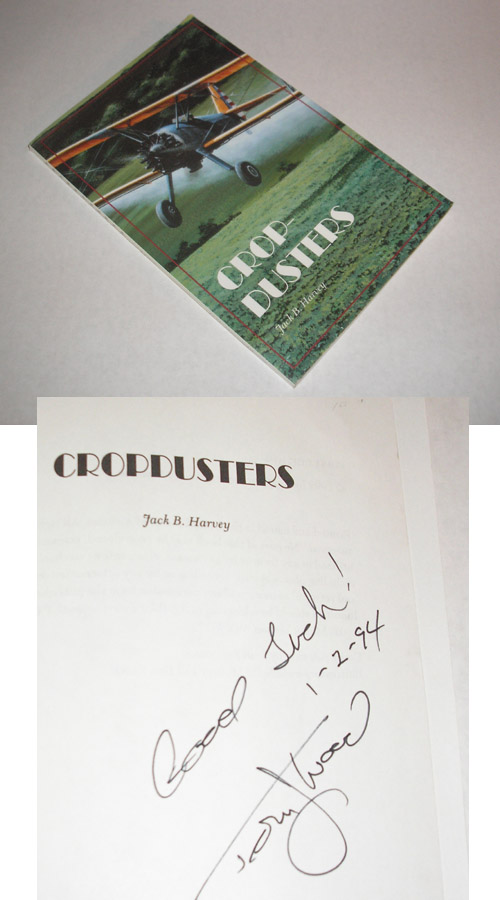 CROP-
DUSTERS
Jack B. Harvey
CROPDUSTERS
Jack B. Harvey
Good Luck!
1-2-94